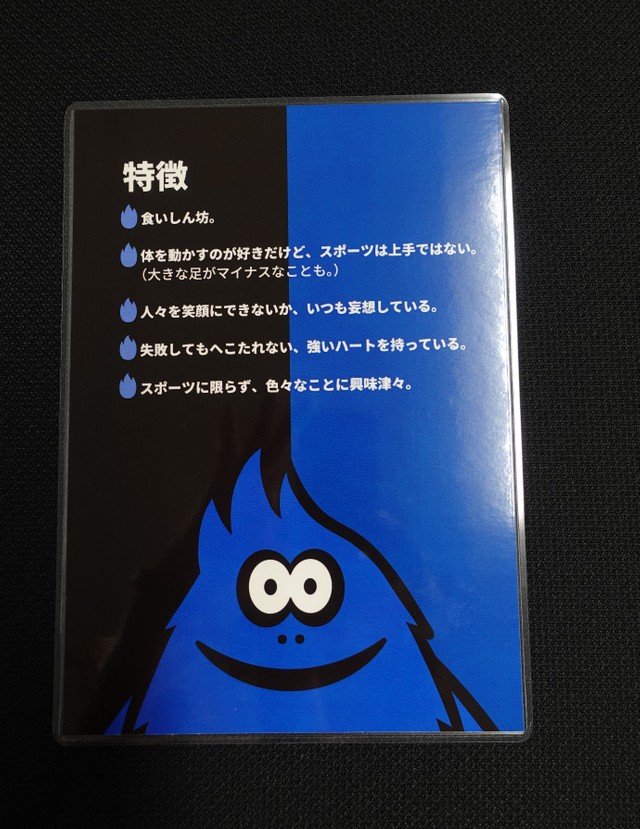 特徴
食いしん坊。
体を動かすのが好きだけど、スポーツは上手ではない。
（大きな足がマイナスなことも。）
人々を笑顔にできないか、いつも妄想している。
失敗してもへこたれない、強いハートを持っている。
スポーツに限らず、色々なことに興味津々。